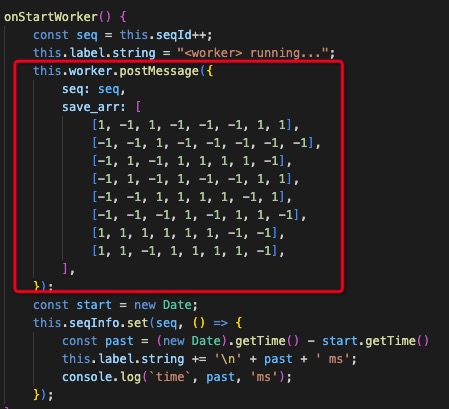 onStartWorker() {
const seq = this.seqId++;
this.label.string = "<worker> running...";
this.worker.postMessage({
seq: seq,
save_arr: [
[1, -1, 1, -1, -1, -1, 1, 1],
[-1, -1, 1, -1, -1, -1, -1, -1],
[-1, 1, -1, 1, 1, 1, 1, -1],
[-1, 1, -1, 1, -1, -1, 1, 1],
[-1, -1, 1, 1, 1, 1, -1, 1],
[-1, -1, -1, 1, -1, 1, 1, -1],
[1, 1, 1, 1, 1, 1, -1, -1],
[1, 1, -1, 1, 1, 1, 1, -1],
],
});
const start = new Date;
this.seqInfo.set(seq, () => {
const past = (new Date).getTime() - start.getTime()
this.label.string += '\n' + past + ' ms';
console.log(`time`, past, 'ms');
});